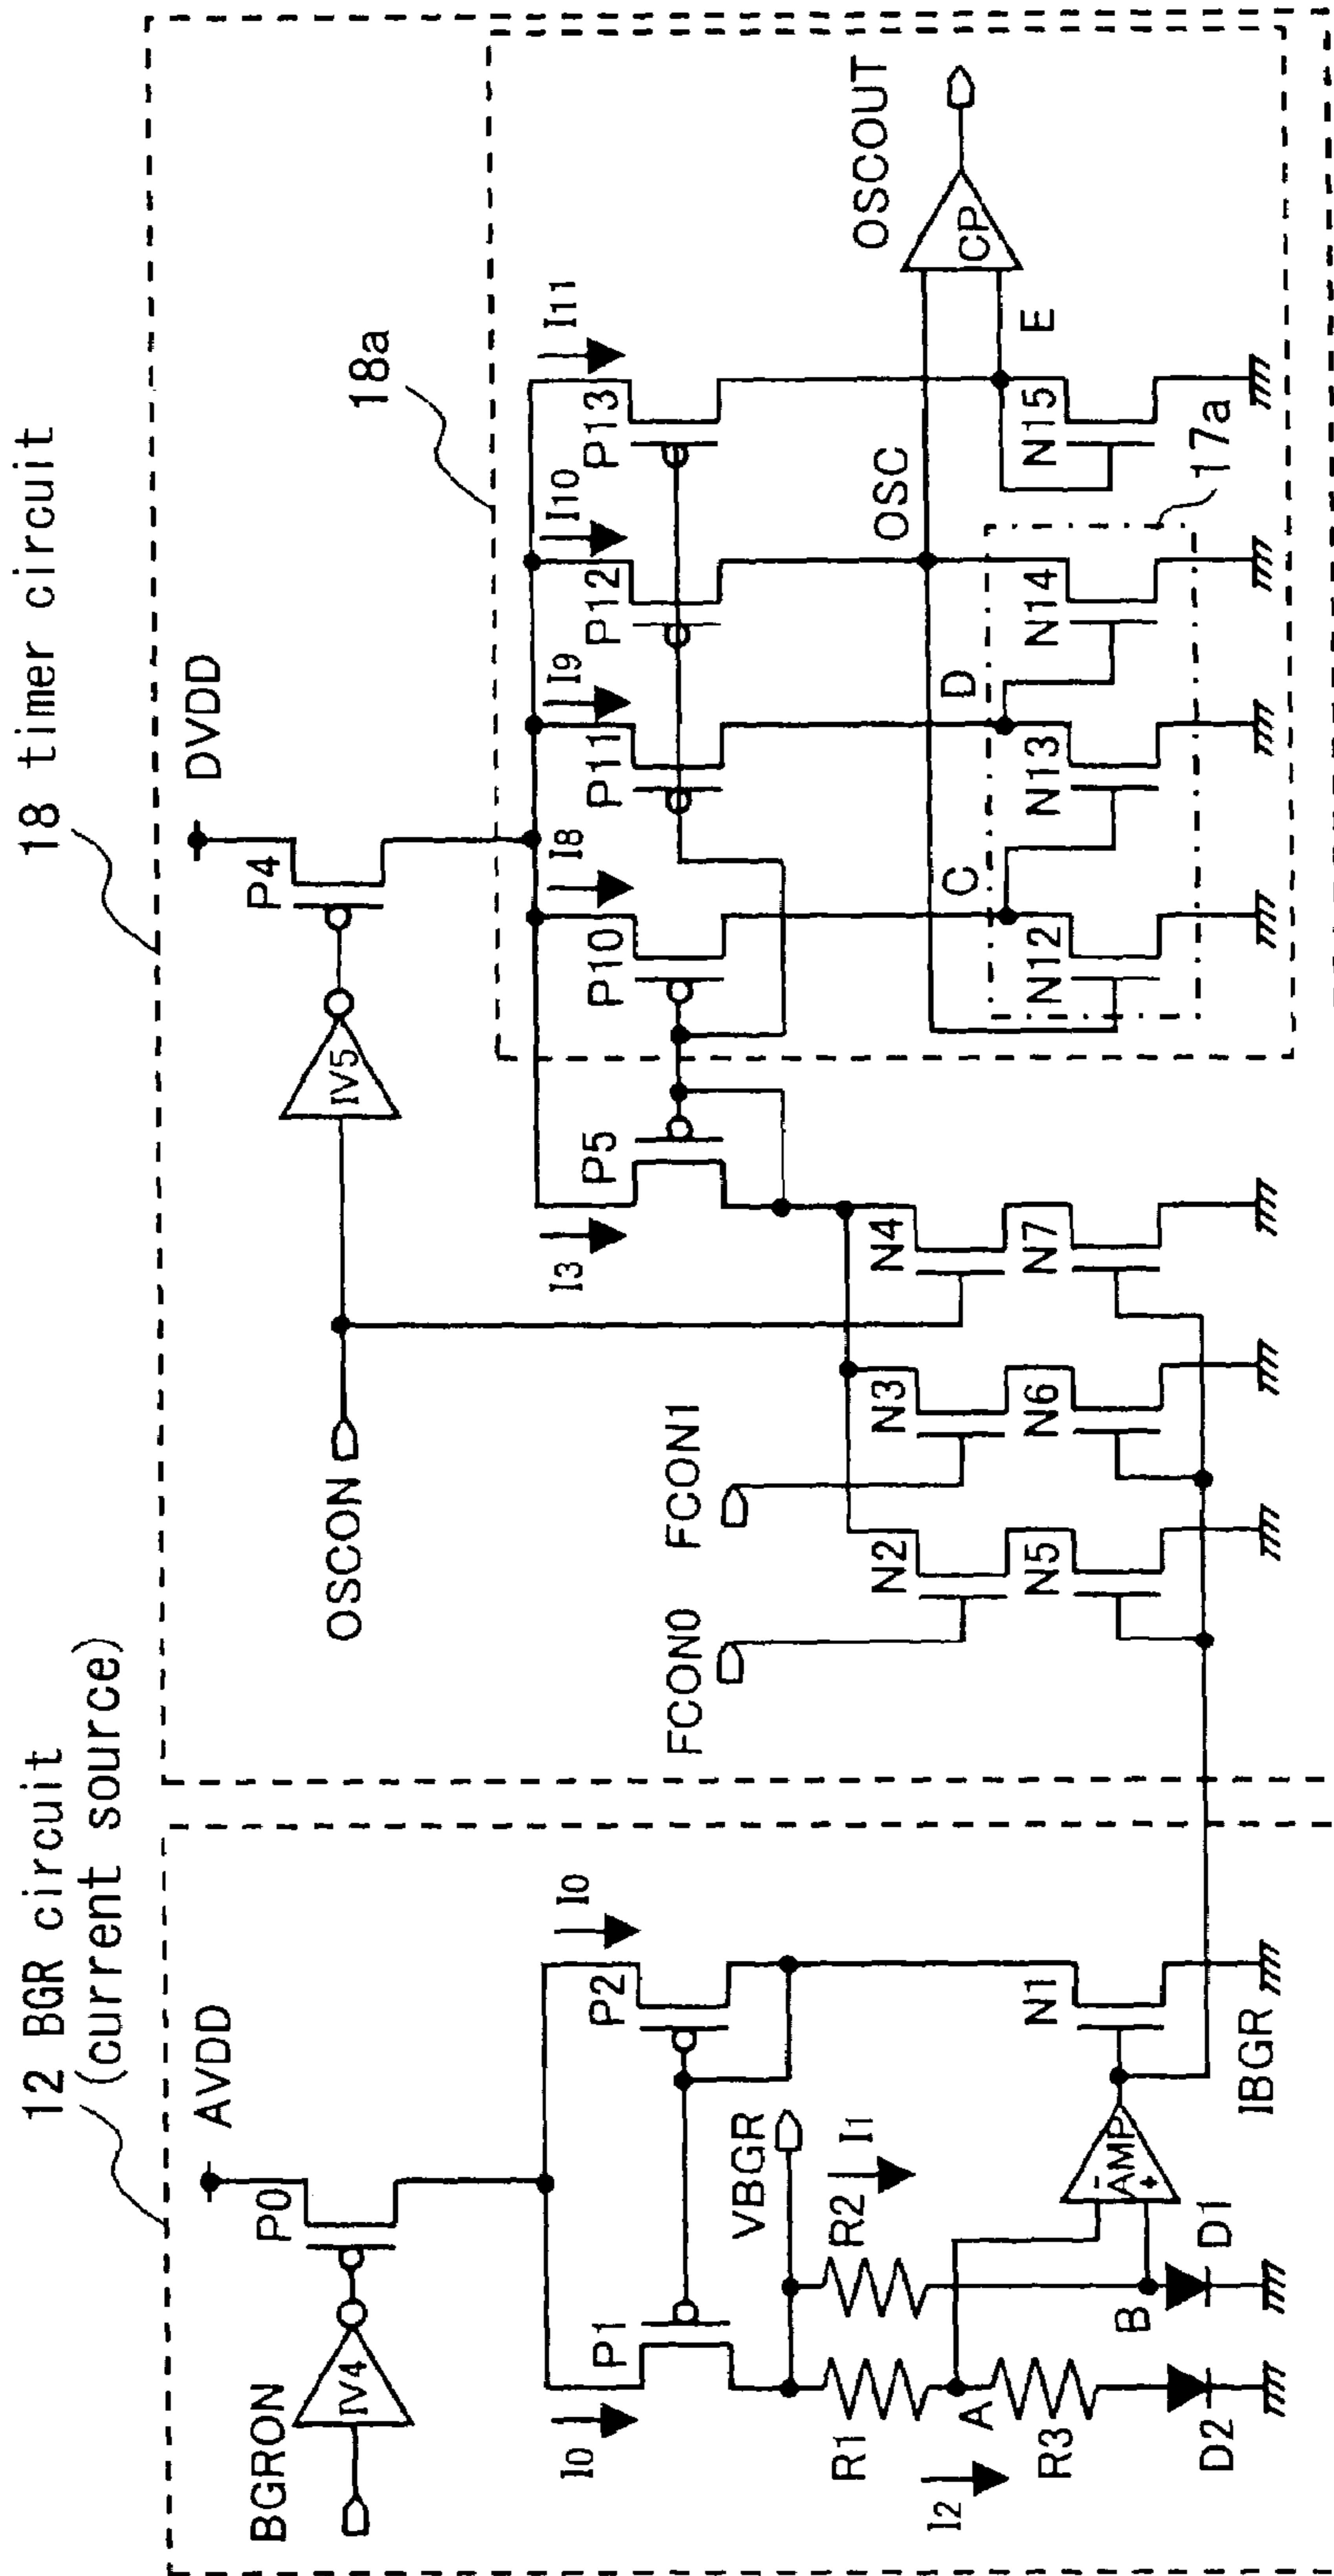 12 BGR circuit
(current source)
18 timer circuit
AVDD
DVDD
BGRON
IV4
P0
OSCON
IV5
P4
18a
I0
P1
P2
I0
I3
P5
P10
I8
P11
I9
P12
I10
P13
I11
VBGR
FCON0
FCON1
R1
R2
I1
I2
A
R3
D2
B
D1
-
AMP
+
N1
IBGR
N2
N3
N4
N5
N6
N7
C
D
OSC
E
OSCOUT
CP
N12
N13
N14
N15
17a